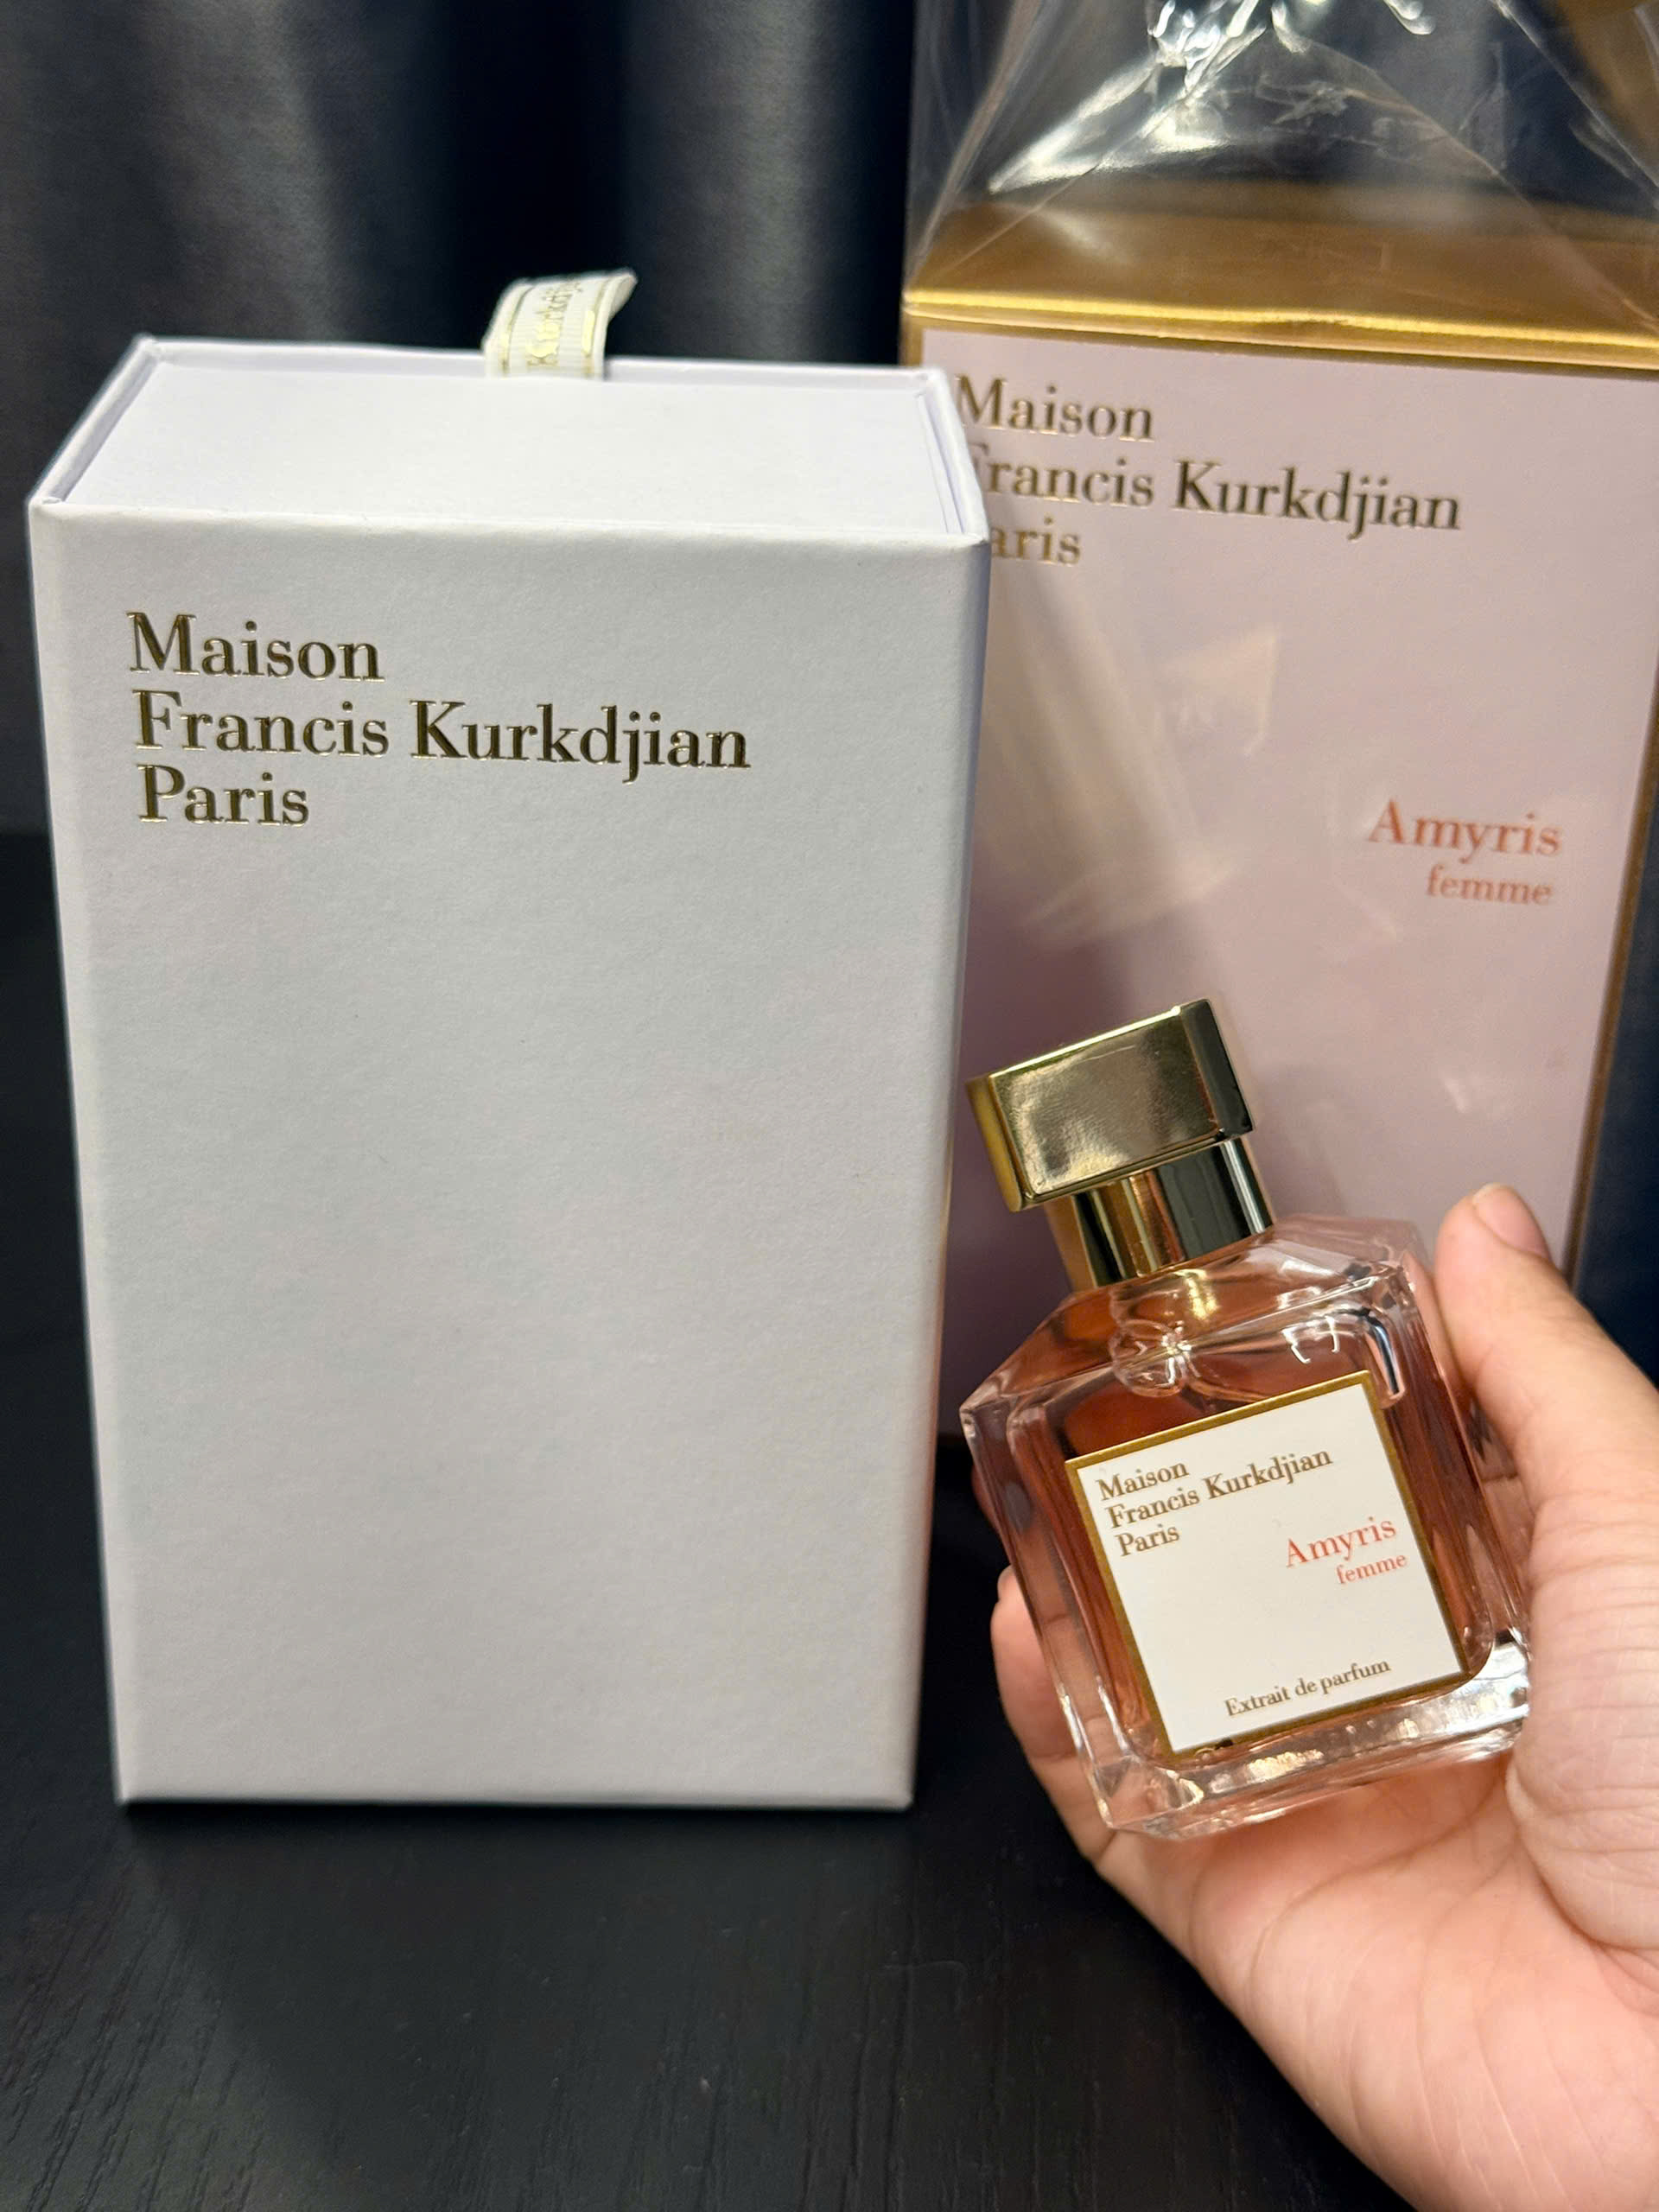 Kurkdji
Maison
Francis Kurkdjian
Paris
Maison
Francis Kurkdjian
aris
Amyris
femme
Maison
Francis Kurkdjian
Paris
Amyris
femme
Extrait de parfum